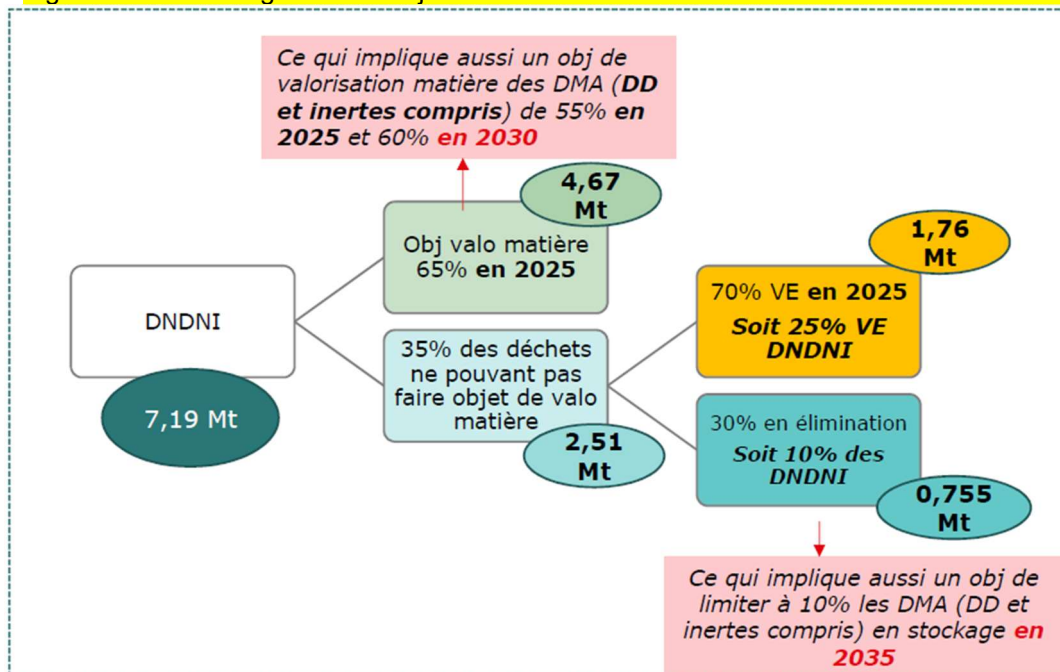 Ce qui implique aussi un obj de
valorisation matière des DMA (DD
et inertes compris) de 55% en
2025 et 60% en 2030
4,67
Mt
Obj valo matière
65% en 2025
1,76
Mt
DNDNI
70% VE en 2025
Soit 25% VE
DNDNI
7,19 Mt
35% des déchets
ne pouvant pas
faire objet de valo
matière
2,51
Mt
30% en élimination
Soit 10% des
DNDNI
0,755
Mt
Ce qui implique aussi un obj de
limiter à 10% les DMA (DD et
inertes compris) en stockage en
2035